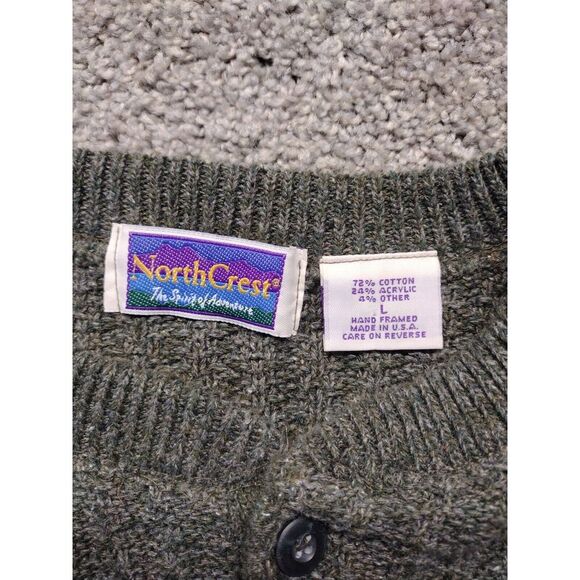 NorthCrest®
The Spirit of Adventure
72% COTTON
24% ACRYLIC
4% OTHER
L
HAND FRAMED
MADE IN U.S.A.
CARE ON REVERSE